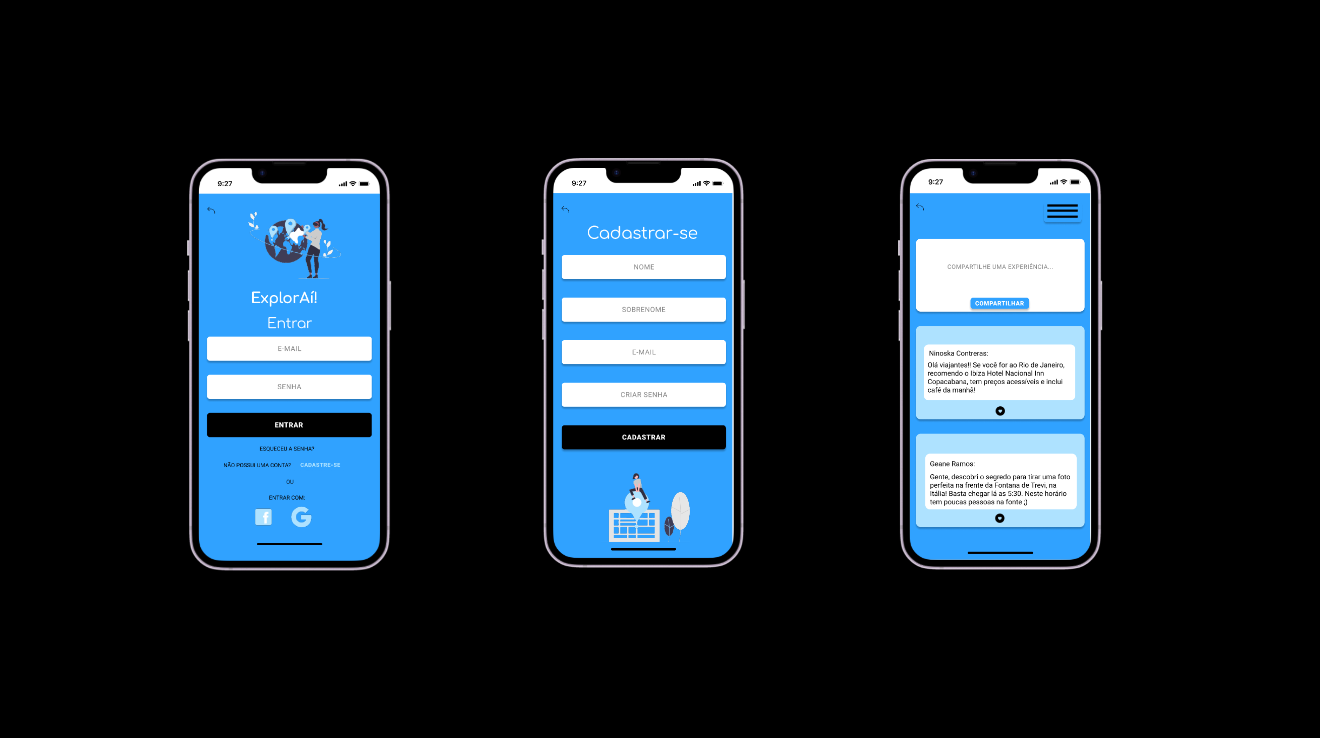 9:27
ExplorAí!
Entrar
E-MAIL
SENHA
ENTRAR
ESQUECEU A SENHA?
NÃO POSSUI UMA CONTA? CADASTRE-SE
OU
ENTRAR COM:
f G
9:27
Cadastrar-se
NOME
SOBRENOME
E-MAIL
CRIAR SENHA
CADASTRAR
9:27
COMPARTILHE UMA EXPERIÊNCIA...
COMPARTILHAR
Ninoska Contreras:
Olá viajantes!! Se você for ao Rio de Janeiro,
recomendo o Ibiza Hotel Nacional Inn
Copacabana, tem preços acessíveis e inclui
café da manhã!
Geane Ramos:
Gente, descobri o segredo para tirar uma foto
perfeita na frente da Fontana de Trevi, na
Itália! Basta chegar lá as 5:30. Neste horário
tem poucas pessoas na fonte ;)